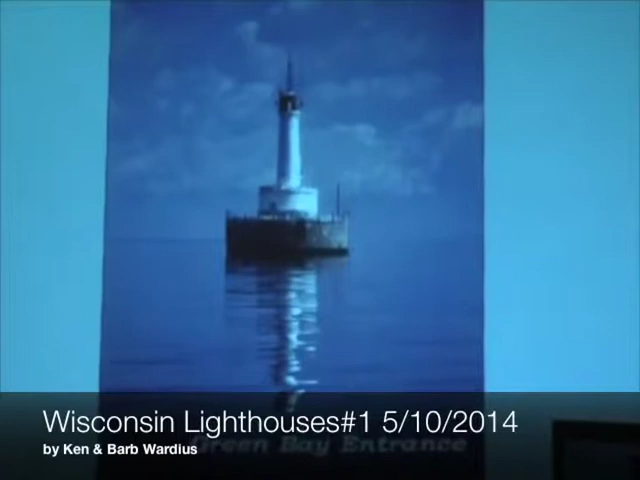 Wisconsin Lighthouses#1 5/10/2014
by Ken & Barb Wardius
Green Bay Entrance